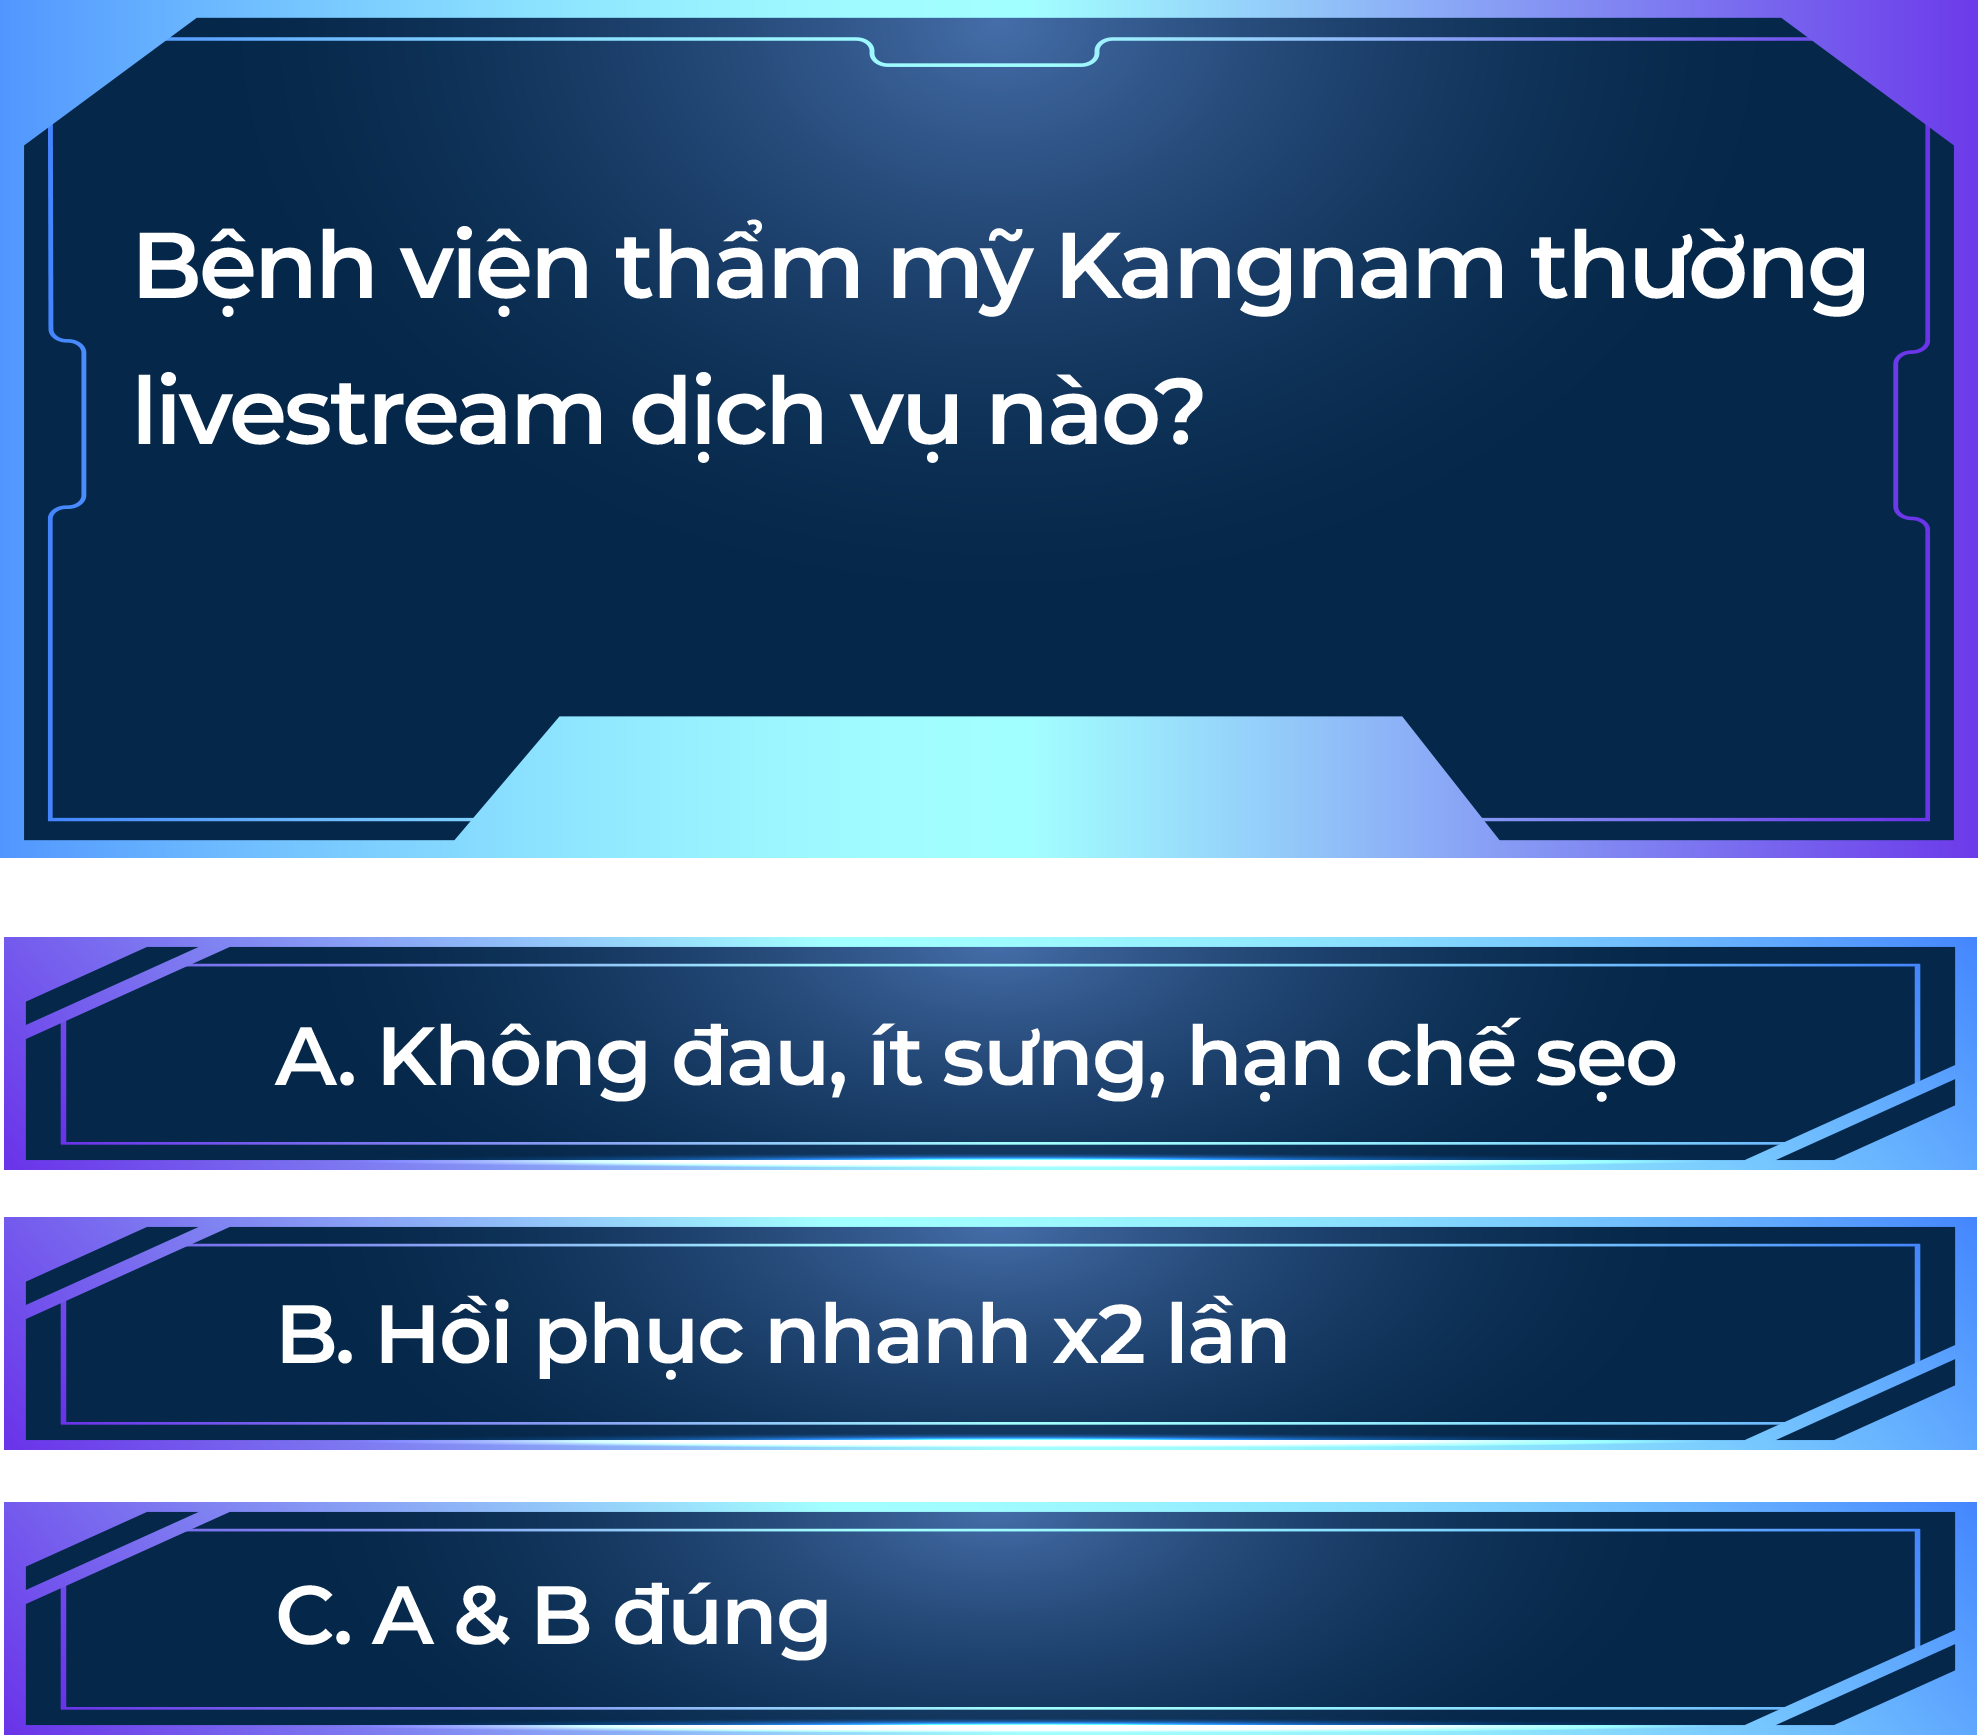 Bệnh viện thẩm mỹ Kangnam thường
livestream dịch vụ nào?
A. Không đau, ít sưng, hạn chế sẹo
B. Hồi phục nhanh x2 lần
C. A & B đúng